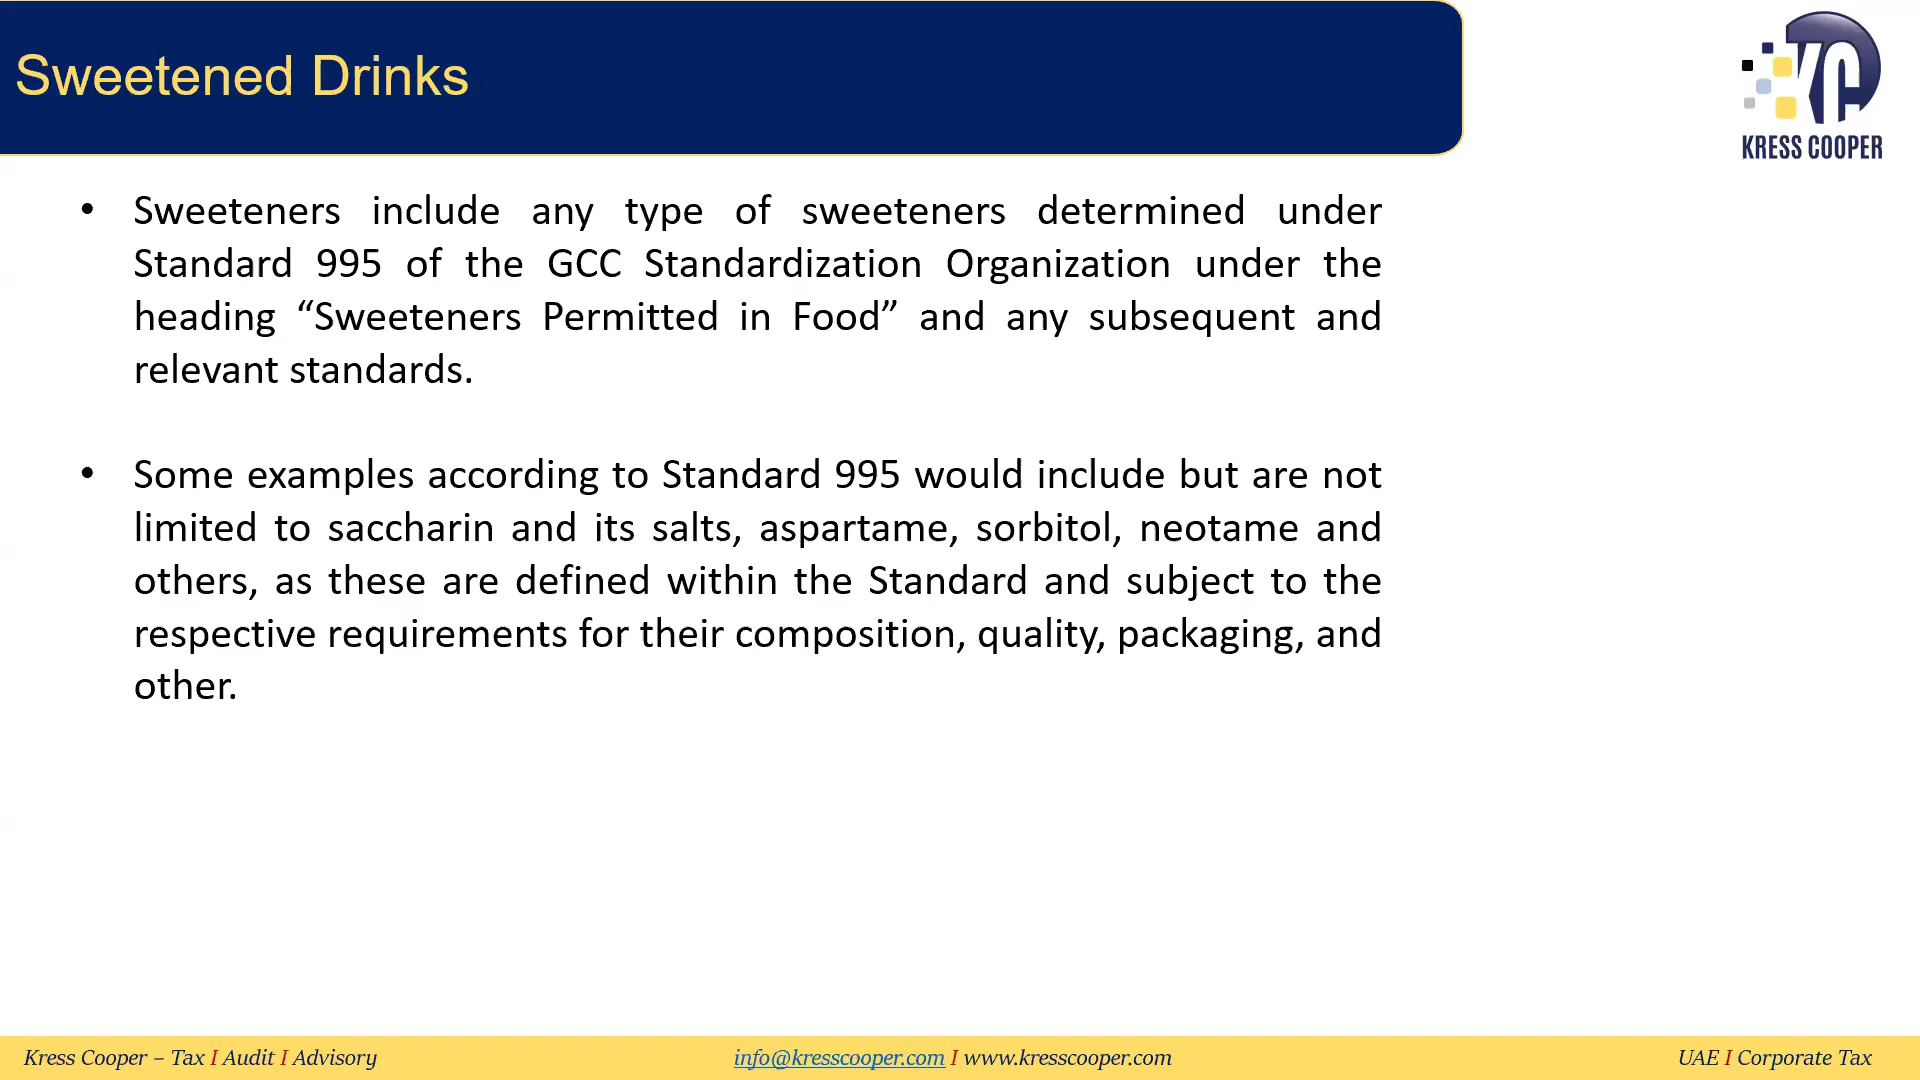 Sweetened Drinks
KC
KRESS COOPER
• Sweeteners include any type of sweeteners determined under
Standard 995 of the GCC Standardization Organization under the
heading “Sweeteners Permitted in Food” and any subsequent and
relevant standards.
• Some examples according to Standard 995 would include but are not
limited to saccharin and its salts, aspartame, sorbitol, neotame and
others, as these are defined within the Standard and subject to the
respective requirements for their composition, quality, packaging, and
other.
Kress Cooper – Tax I Audit I Advisory
info@kresscooper.com I www.kresscooper.com
UAE I Corporate Tax